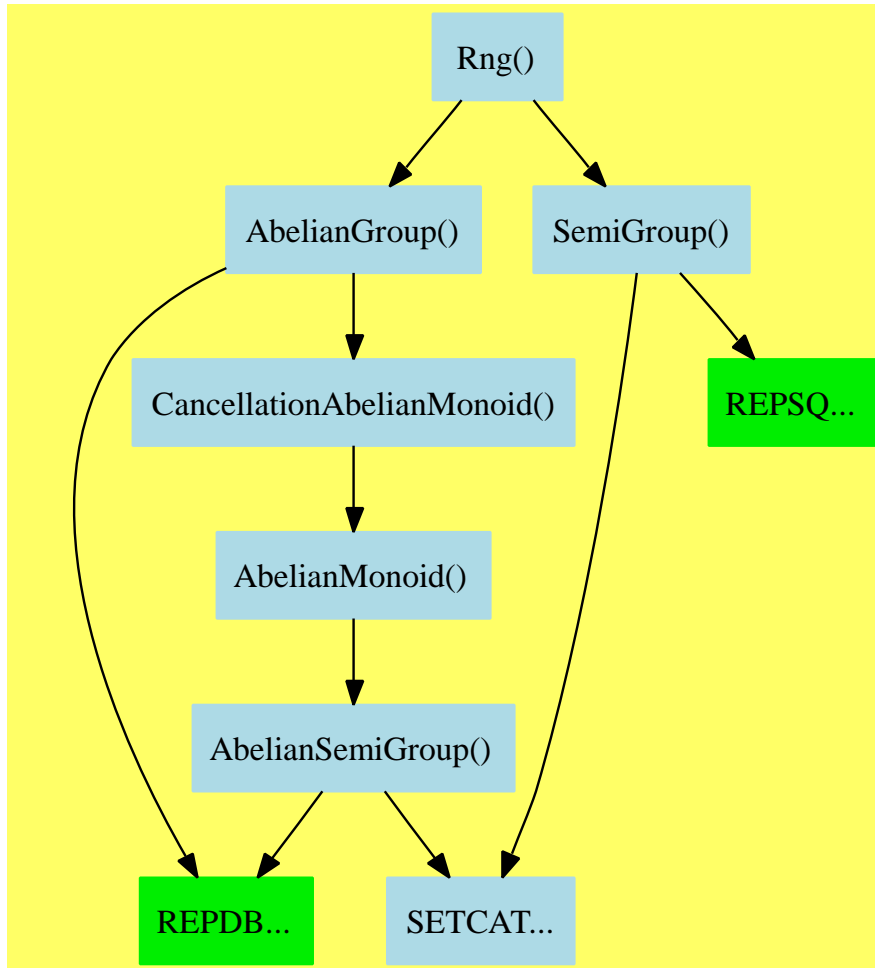 Rng()
AbelianGroup()
SemiGroup()
CancellationAbelianMonoid()
REPSQ...
AbelianMonoid()
AbelianSemiGroup()
REPDB...
SETCAT...